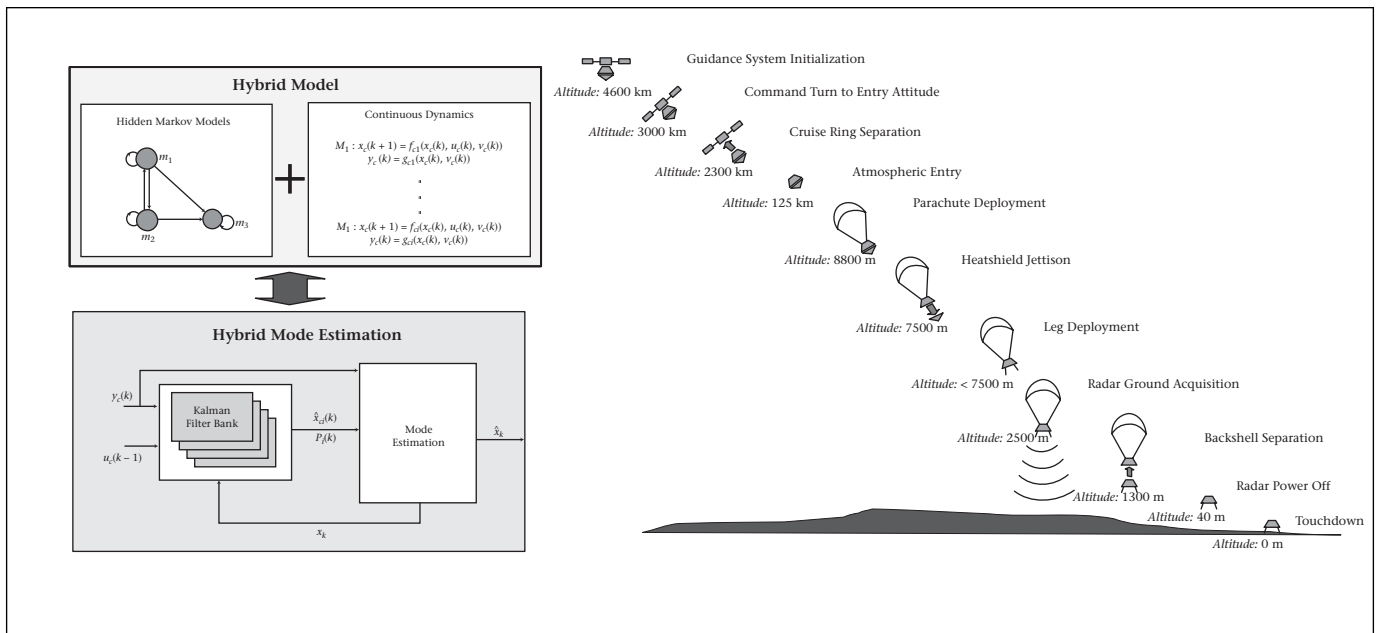 Hybrid Model
Hidden Markov Models
m1
m2
m3
+
Continuous Dynamics
M1 : xc(k + 1) = fc1(xc(k), uc(k), vc(k))
yc (k) = gc1(xc(k), vc(k))
M1 : xc(k + 1) = fcl(xc(k), uc(k), vc(k))
yc(k) = gcl(xc(k), vc(k))
Hybrid Mode Estimation
yc(k)
uc(k – 1)
Kalman
Filter Bank
x̂ci(k)
Pi(k)
Mode
Estimation
x̂k
xk
Guidance System Initialization
Altitude: 4600 km
Command Turn to Entry Attitude
Altitude: 3000 km
Cruise Ring Separation
Altitude: 2300 km
Atmospheric Entry
Altitude: 125 km
Parachute Deployment
Altitude: 8800 m
Heatshield Jettison
Altitude: 7500 m
Leg Deployment
Altitude: < 7500 m
Radar Ground Acquisition
Altitude: 2500 m
Backshell Separation
Altitude: 1300 m
Radar Power Off
Altitude: 40 m
Touchdown
Altitude: 0 m